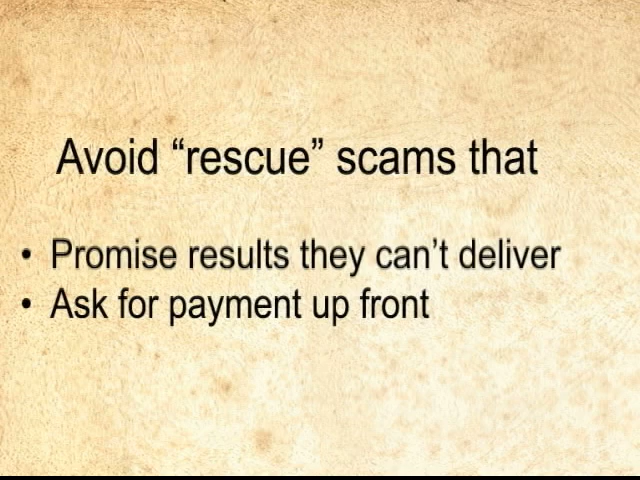 Avoid “rescue” scams that
• Promise results they can’t deliver
• Ask for payment up front